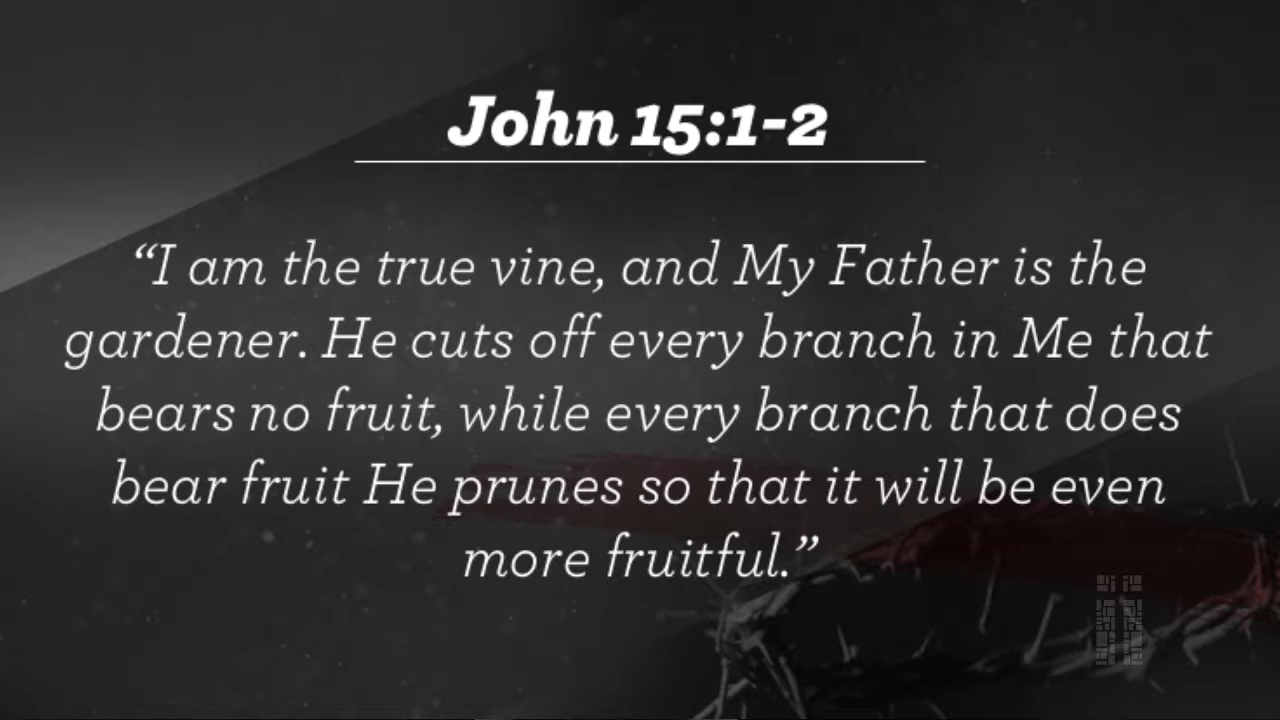 John 15:1-2
“I am the true vine, and My Father is the
gardener. He cuts off every branch in Me that
bears no fruit, while every branch that does
bear fruit He prunes so that it will be even
more fruitful.”